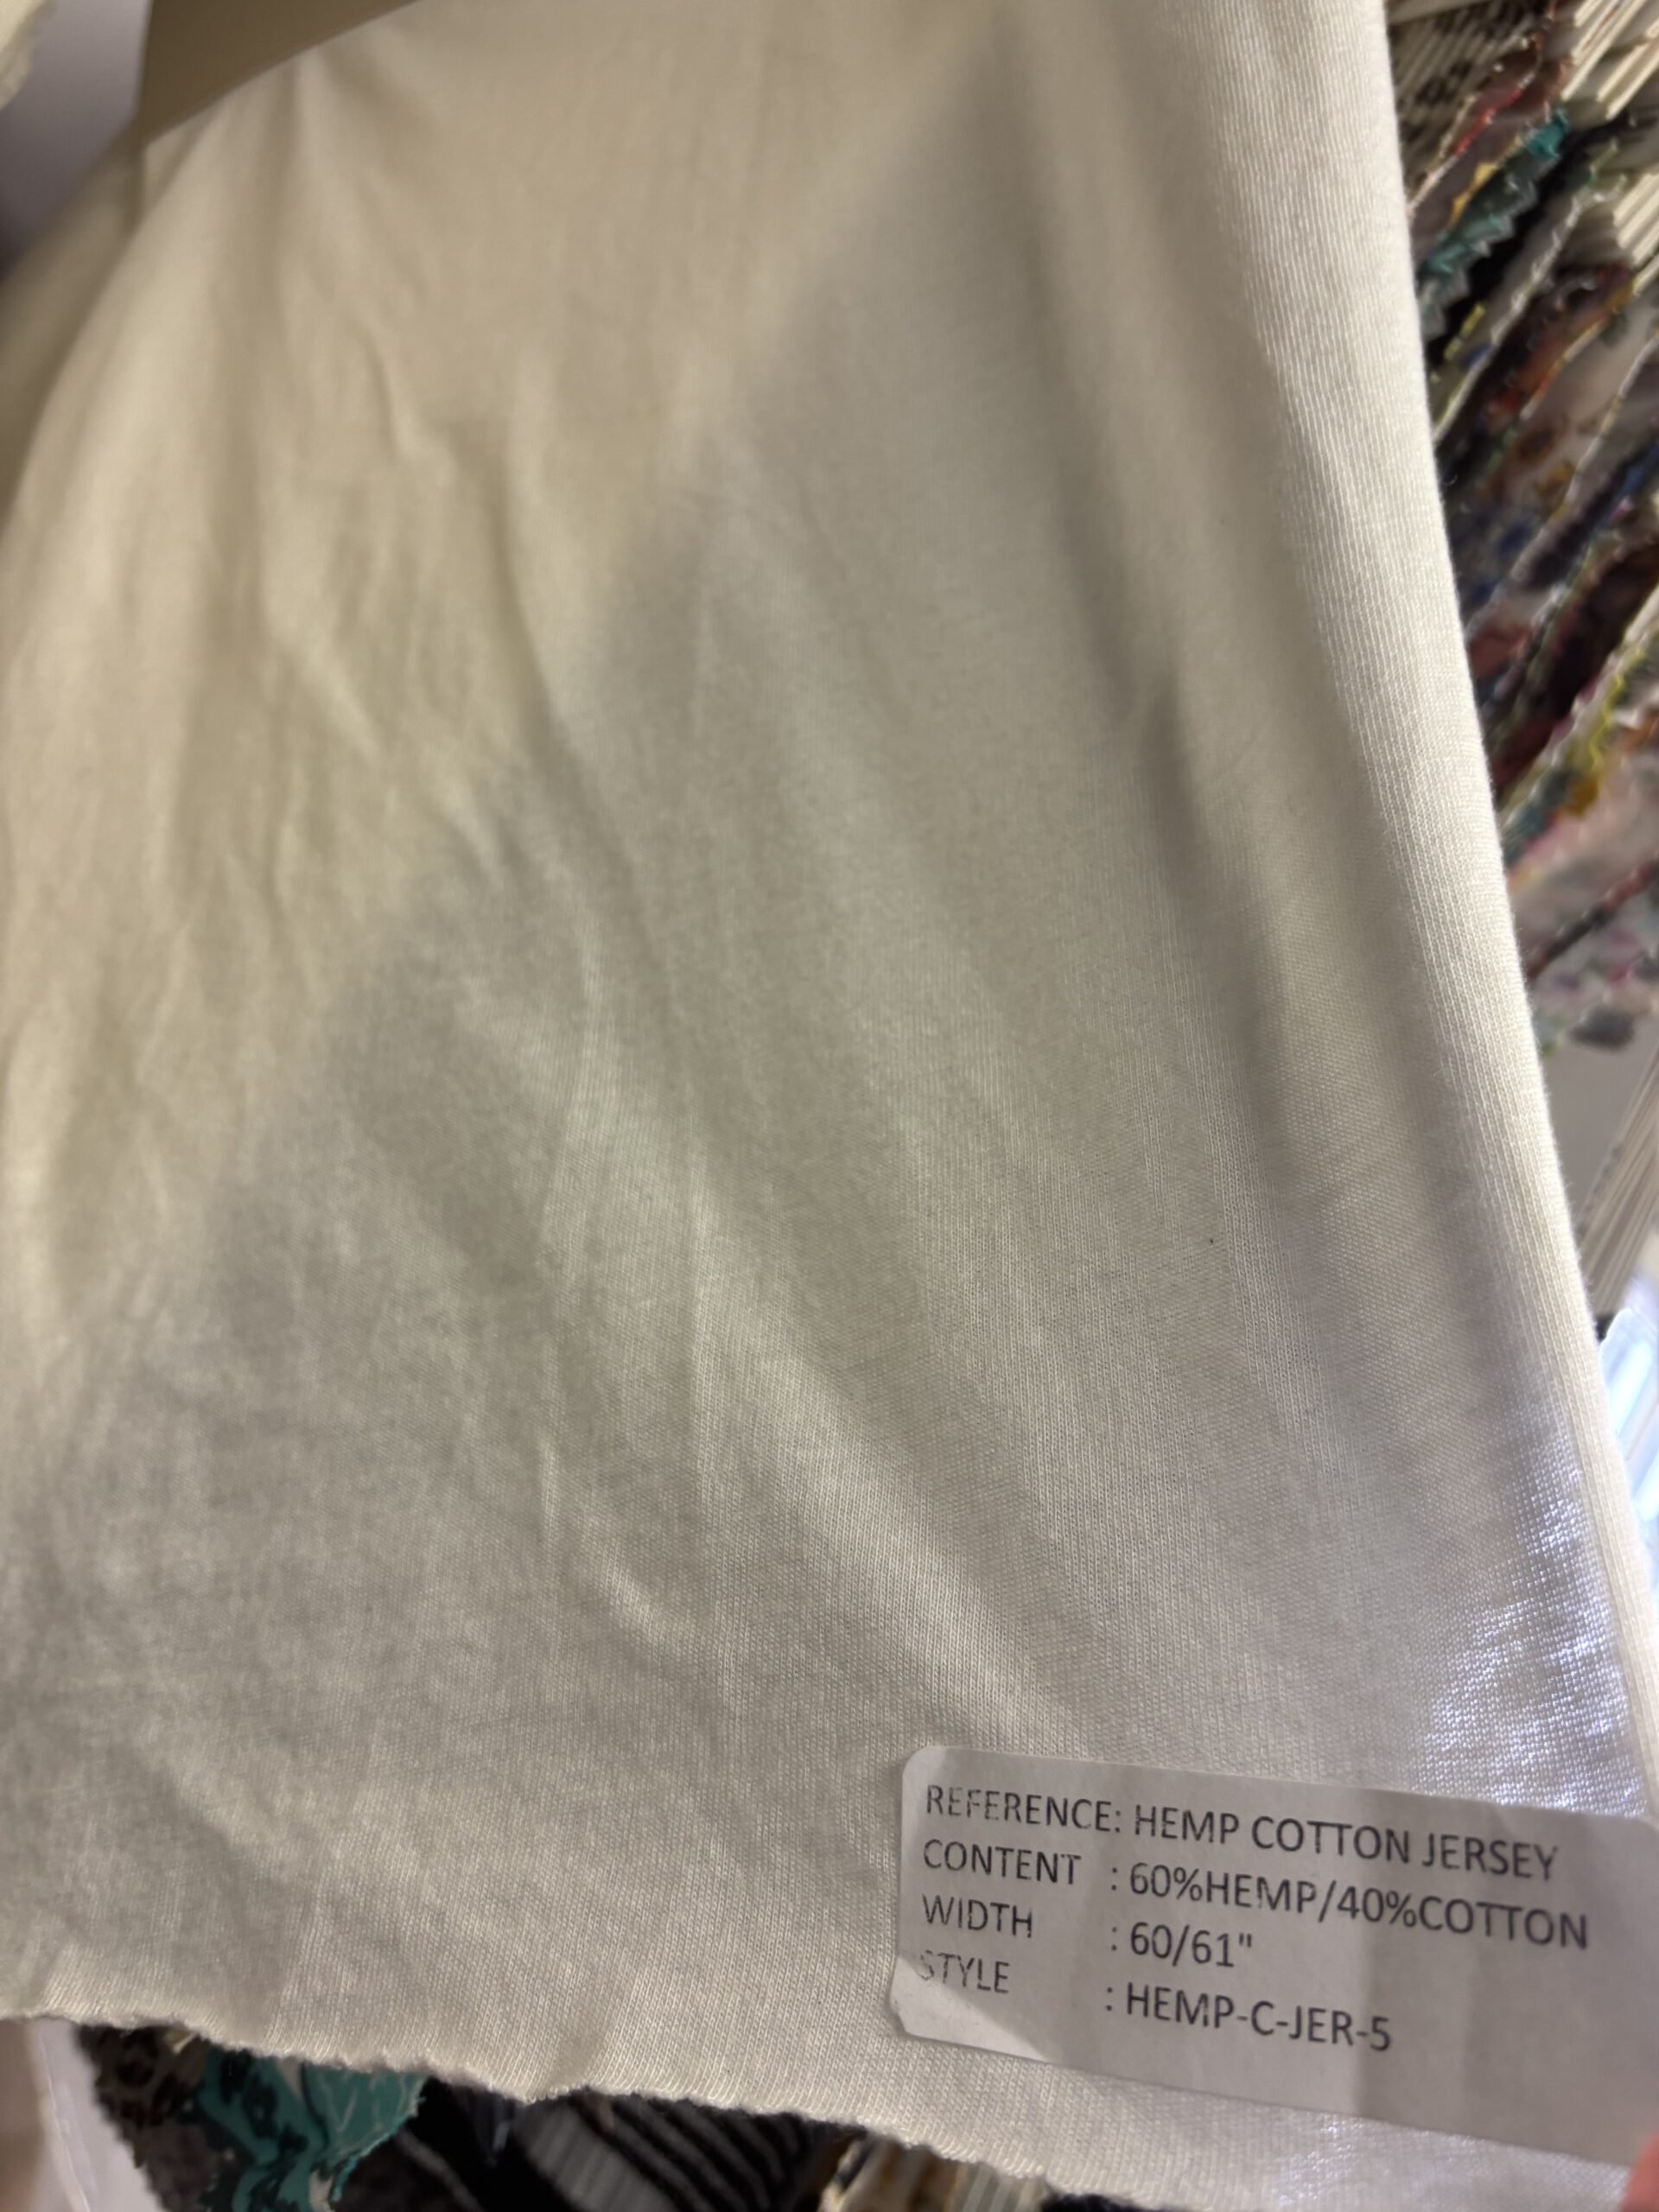 REFERENCE: HEMP COTTON JERSEY
CONTENT : 60%HEMP/40%COTTON
WIDTH : 60/61"
STYLE : HEMP-C-JER-5